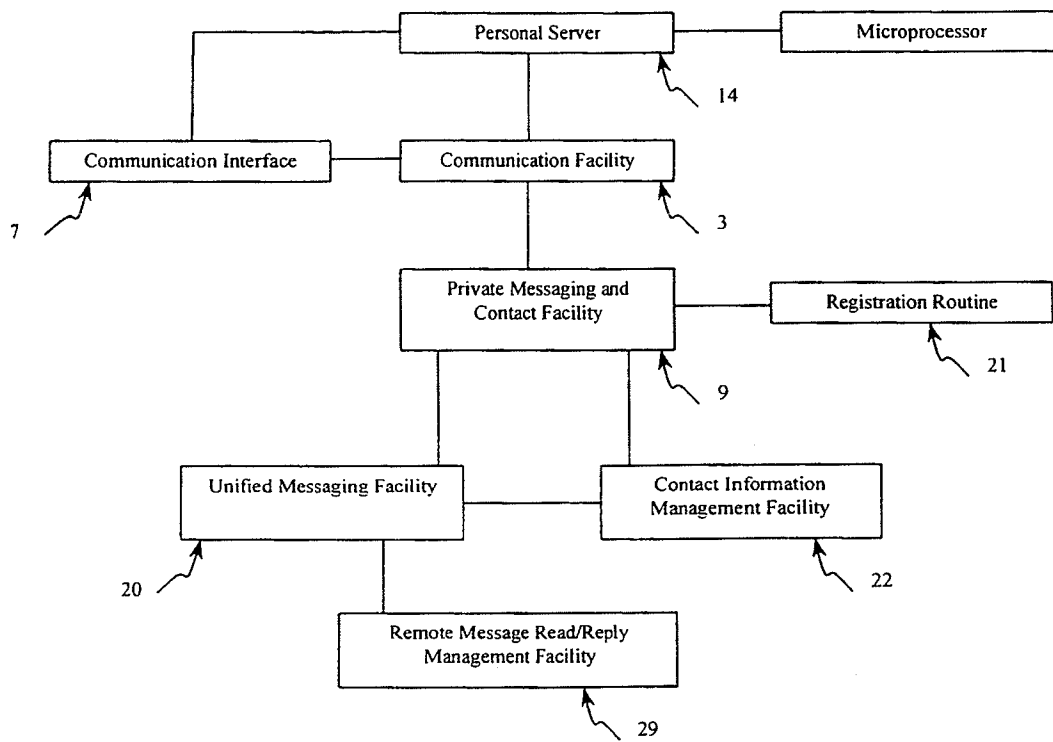 Personal Server
Microprocessor
14
Communication Interface
Communication Facility
7
3
Private Messaging and
Contact Facility
Registration Routine
9
21
Unified Messaging Facility
Contact Information
Management Facility
20
22
Remote Message Read/Reply
Management Facility
29